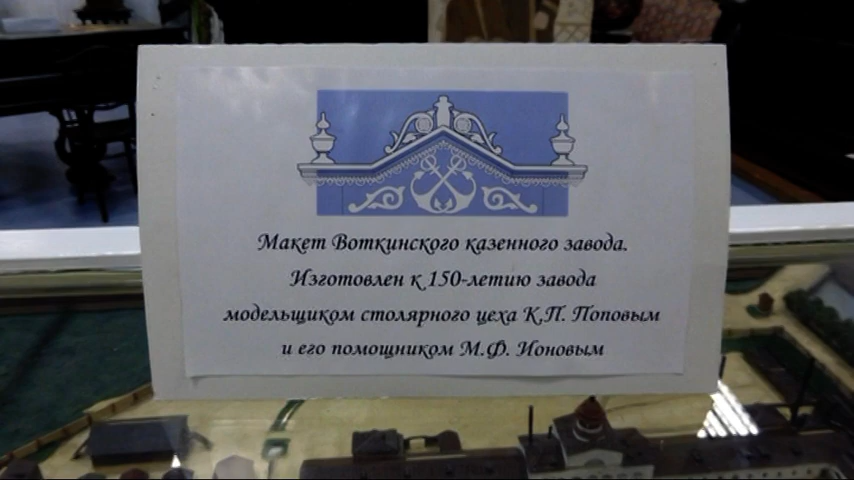 Макет Воткинского казенного завода.
Изготовлен к 150-летию завода
модельщиком столярного цеха К.П. Поповым
и его помощником М.Ф. Ионовым